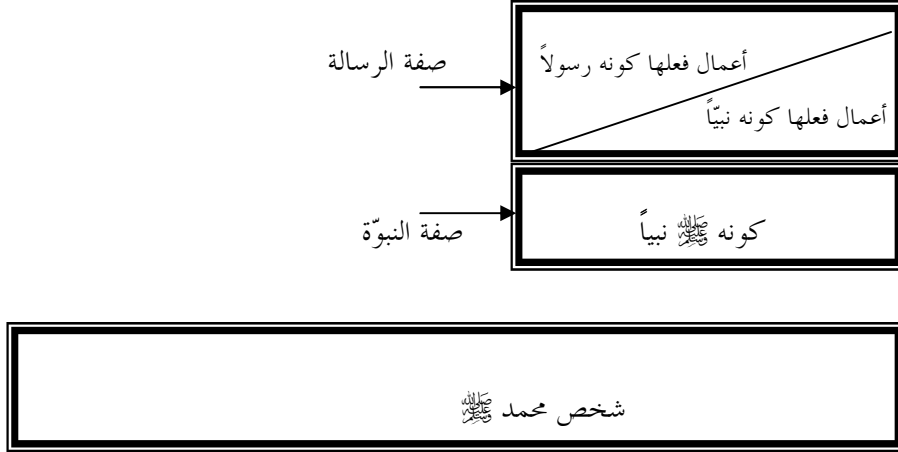 أعمال فعلها كونه رسولاً
صفة الرسالة
أعمال فعلها كونه نبيّاً
كونه ﷺ نبياً
صفة النبوّة
شخص محمد ﷺ